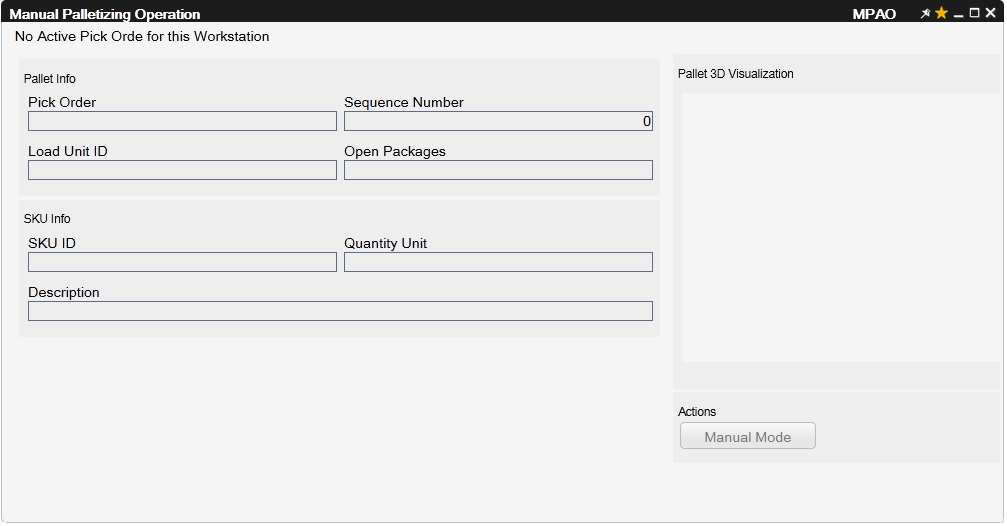 Manual Palletizing Operation MPAO
No Active Pick Orde for this Workstation
Pallet Info
Pick Order Sequence Number
0
Load Unit ID Open Packages
SKU Info
SKU ID Quantity Unit
Description
Pallet 3D Visualization
Actions
Manual Mode